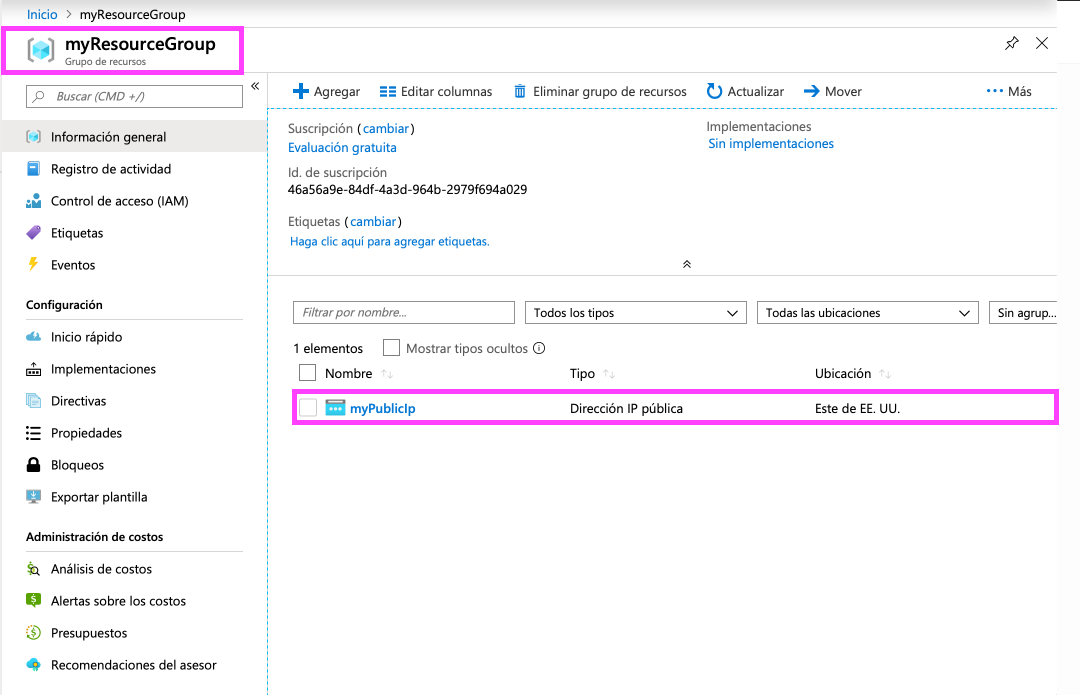 Inicio > myResourceGroup
myResourceGroup
Grupo de recursos
Buscar (CMD +/)
«
Información general
Registro de actividad
Control de acceso (IAM)
Etiquetas
Eventos
Configuración
Inicio rápido
Implementaciones
Directivas
Propiedades
Bloqueos
Exportar plantilla
Administración de costos
Análisis de costos
Alertas sobre los costos
Presupuestos
Recomendaciones del asesor
Agregar Editar columnas Eliminar grupo de recursos Actualizar Mover ··· Más
Suscripción (cambiar)
Evaluación gratuita
Id. de suscripción
46a56a9e-84df-4a3d-964b-2979f694a029
Etiquetas (cambiar)
Haga clic aquí para agregar etiquetas.
Implementaciones
Sin implementaciones
Filtrar por nombre... Todos los tipos Todas las ubicaciones Sin agrup...
1 elementos Mostrar tipos ocultos
Nombre Tipo Ubicación
myPublicIp Dirección IP pública Este de EE. UU.